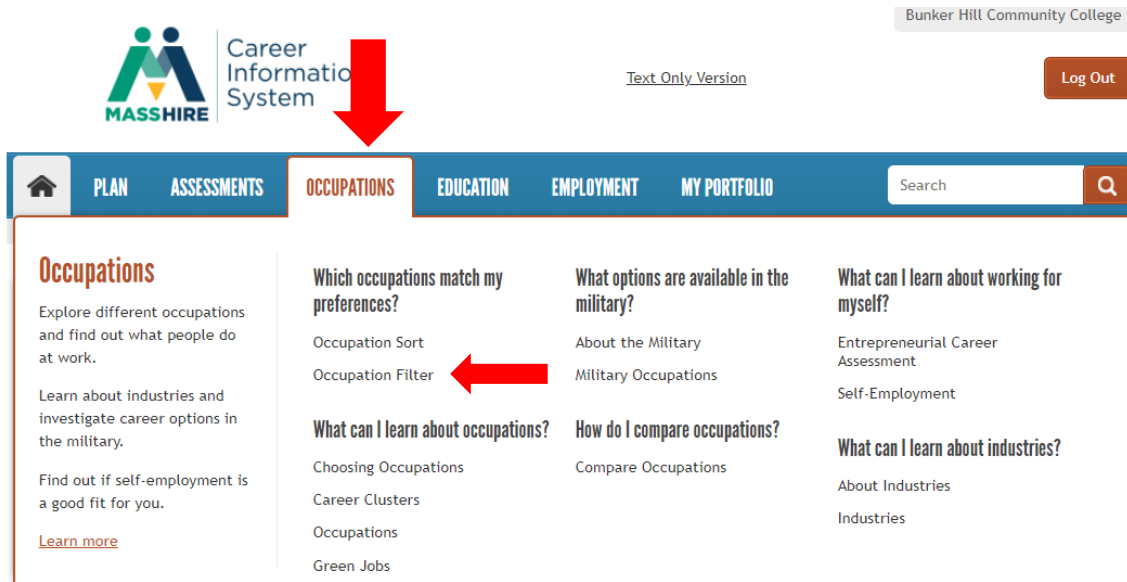 Bunker Hill Community College
Career
Informatio
System
MASSHIRE
Text Only Version
Log Out
PLAN
ASSESSMENTS
OCCUPATIONS
EDUCATION
EMPLOYMENT
MY PORTFOLIO
Search
Occupations
Explore different occupations
and find out what people do
at work.
Learn about industries and
investigate career options in
the military.
Find out if self-employment is
a good fit for you.
Learn more
Which occupations match my
preferences?
Occupation Sort
Occupation Filter
What can I learn about occupations?
Choosing Occupations
Career Clusters
Occupations
Green Jobs
What options are available in the
military?
About the Military
Military Occupations
How do I compare occupations?
Compare Occupations
What can I learn about working for
myself?
Entrepreneurial Career
Assessment
Self-Employment
What can I learn about industries?
About Industries
Industries